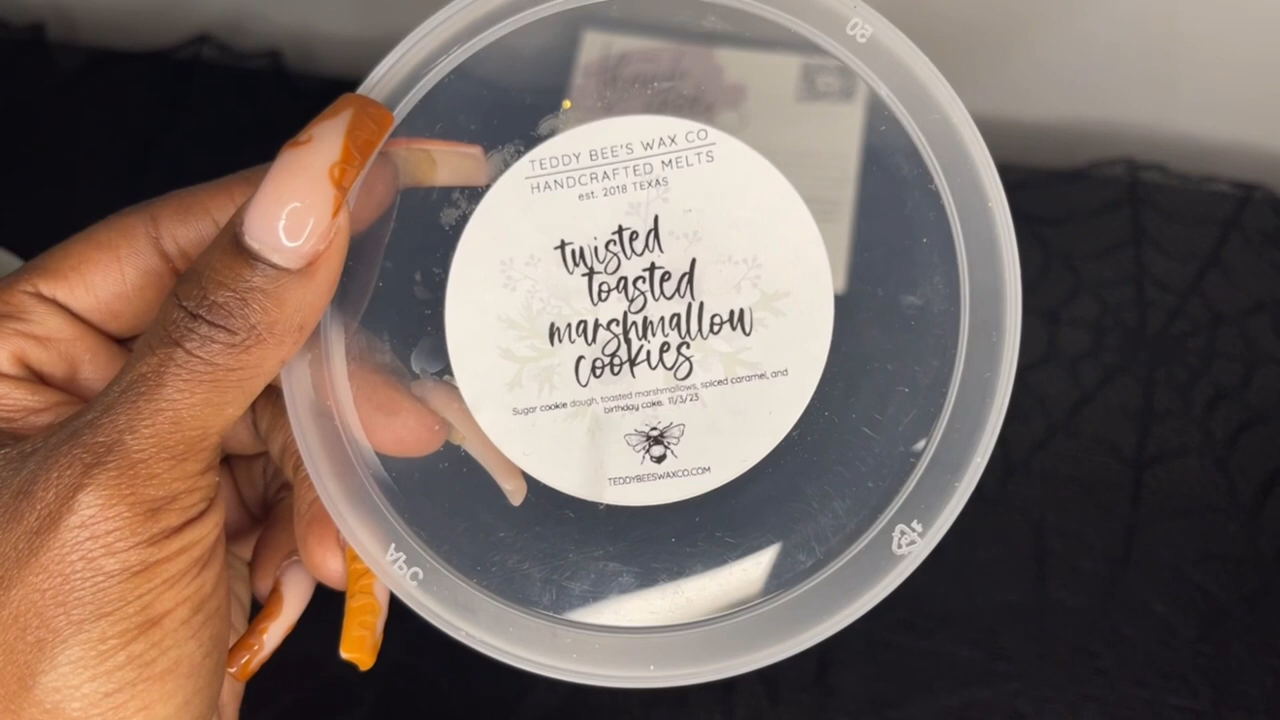 TEDDY BEE'S WAX CO
HANDCRAFTED MELTS
est. 2018 TEXAS
twisted
toasted
marshmallow
cookies
Sugar cookie dough, toasted marshmallows, spiced caramel, and
birthday cake. 11/3/23
TEDDYBEESWAXCO.COM
50
APC